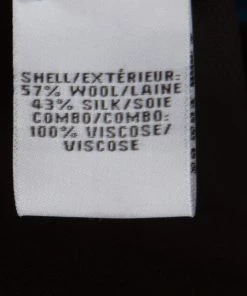 SHELL/EXTÉRIEUR:
57% WOOL/LAINE
43% SILK/SOIE
COMBO/COMBO:
100% VISCOSE/
VISCOSE